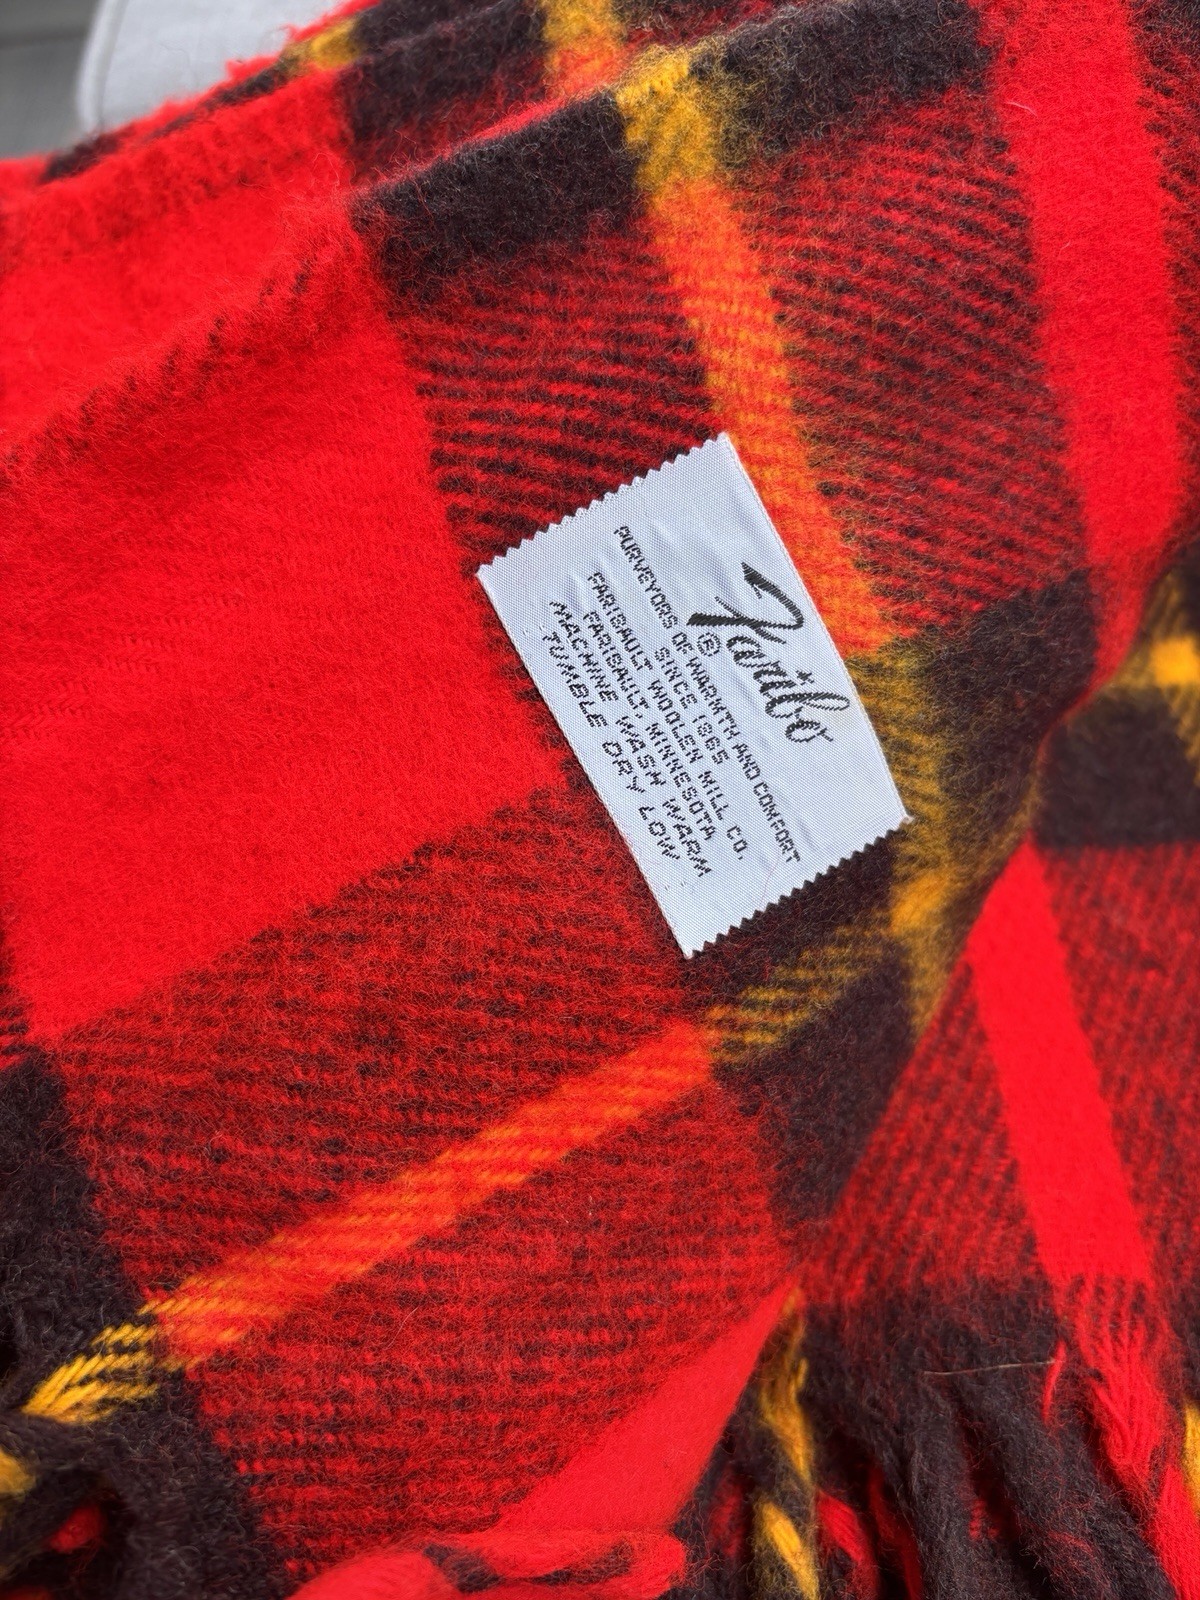 Faribo
®
PURVEYORS OF WARMTH AND COMFORT
SINCE 1865
FARIBAULT WOOLEN MILL CO.
FARIBAULT, MINNESOTA
MACHINE WASH WARM
TUMBLE DRY LOW